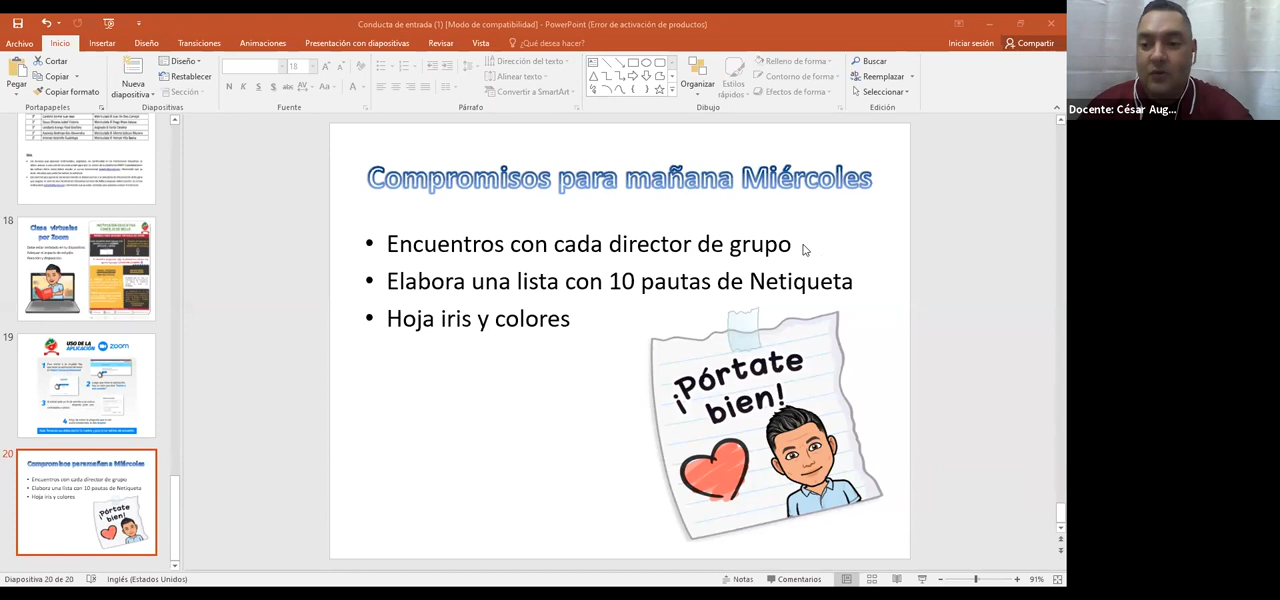 Conducta de entrada (1) [Modo de compatibilidad] - PowerPoint (Error de activación de productos)
Archivo Inicio Insertar Diseño Transiciones Animaciones Presentación con diapositivas Revisar Vista ¿Qué desea hacer? Iniciar sesión Compartir
Pegar
Cortar
Copiar
Copiar formato
Portapapeles
Nueva
diapositiva
Diseño
Restablecer
Sección
Diapositivas
18
N K S S abc AV Aa A
Fuente
Dirección del texto
Alinear texto
Convertir a SmartArt
Párrafo
Organizar
Estilos
rápidos
Relleno de forma
Contorno de forma
Efectos de forma
Dibujo
Buscar
Reemplazar
Seleccionar
Edición
Docente: César Aug...
18
Clase virtuales
por Zoom
19
USO DE LA
APLICACIÓN
zoom
20
Compromisos para mañana Miércoles
Encuentros con cada director de grupo
Elabora una lista con 10 pautas de Netiqueta
Hoja iris y colores
¡Pórtate
bien!
Compromisos para mañana Miércoles
• Encuentros con cada director de grupo
• Elabora una lista con 10 pautas de Netiqueta
• Hoja iris y colores
¡Pórtate
bien!
Diapositiva 20 de 20 Inglés (Estados Unidos) Notas Comentarios 91%